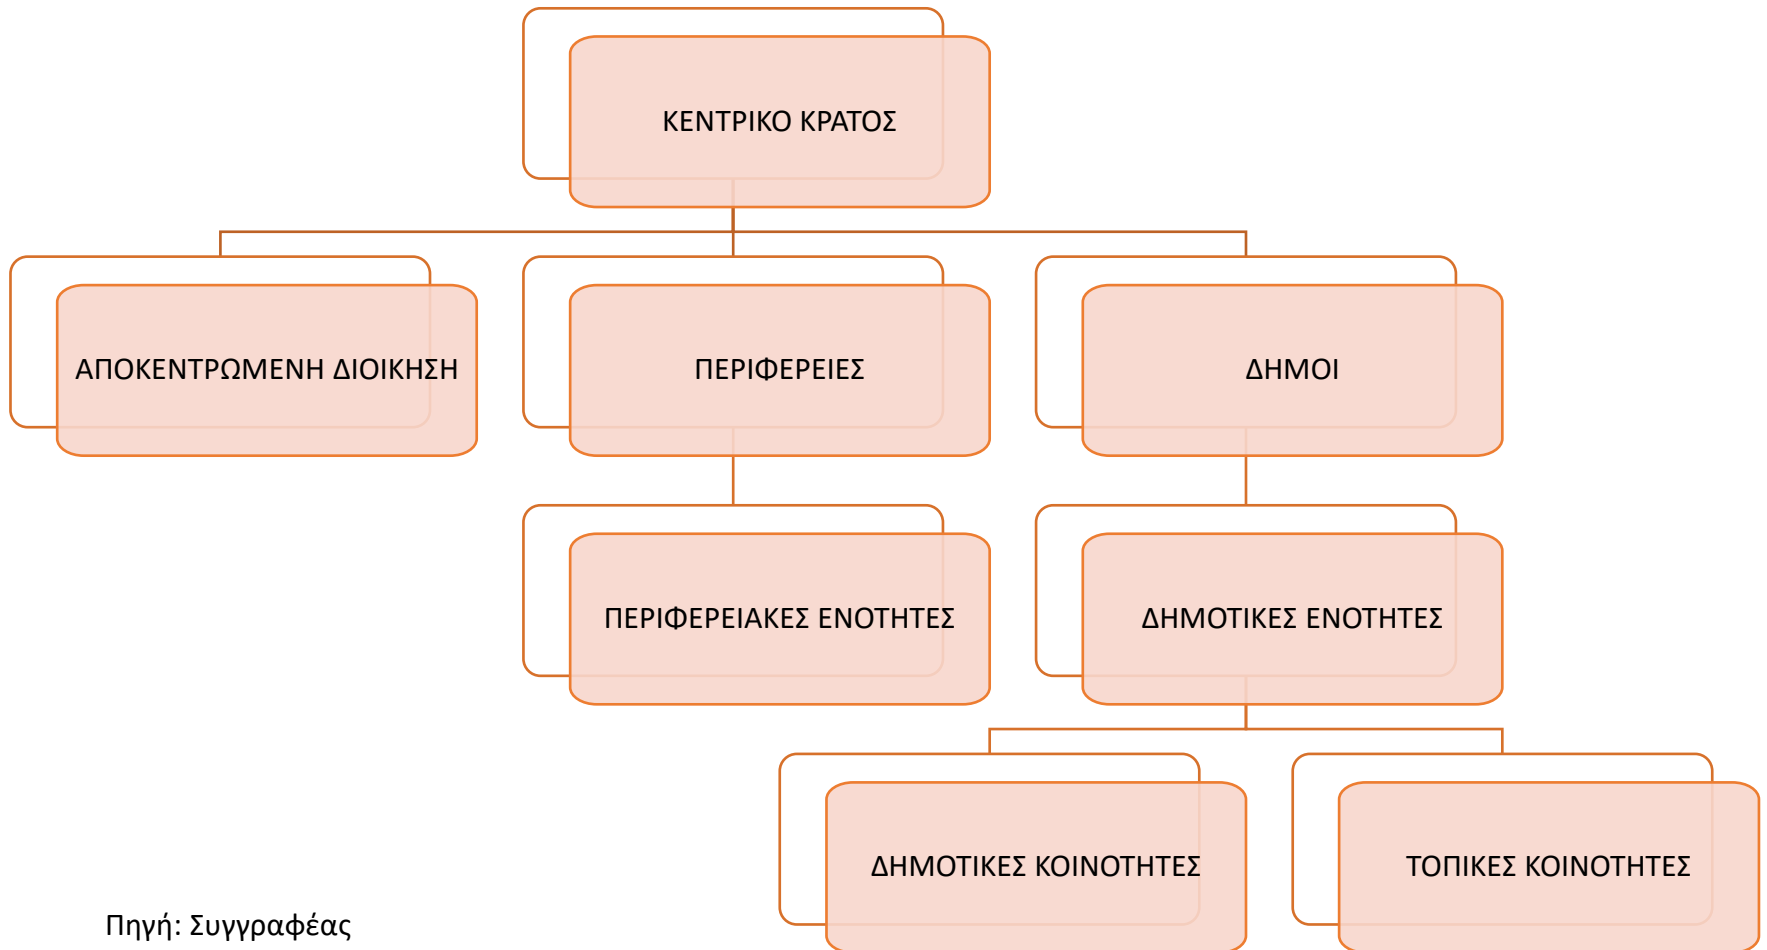 ΚΕΝΤΡΙΚΟ ΚΡΑΤΟΣ
ΑΠΟΚΕΝΤΡΩΜΕΝΗ ΔΙΟΙΚΗΣΗ
ΠΕΡΙΦΕΡΕΙΕΣ
ΔΗΜΟΙ
ΠΕΡΙΦΕΡΕΙΑΚΕΣ ΕΝΟΤΗΤΕΣ
ΔΗΜΟΤΙΚΕΣ ΕΝΟΤΗΤΕΣ
ΔΗΜΟΤΙΚΕΣ ΚΟΙΝΟΤΗΤΕΣ
ΤΟΠΙΚΕΣ ΚΟΙΝΟΤΗΤΕΣ
Πηγή: Συγγραφέας